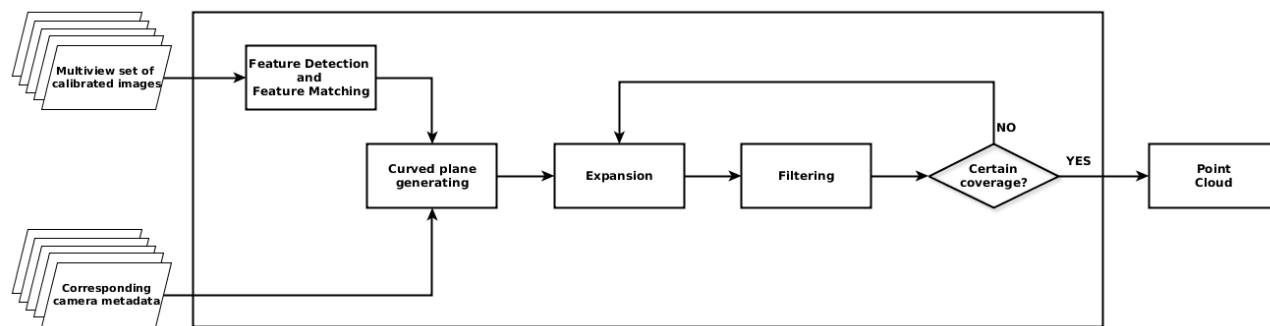 Multiview set of
calibrated images
Feature Detection
and
Feature Matching
NO
YES
Curved plane
generating
Expansion
Filtering
Certain
coverage?
Point
Cloud
Corresponding
camera metadata